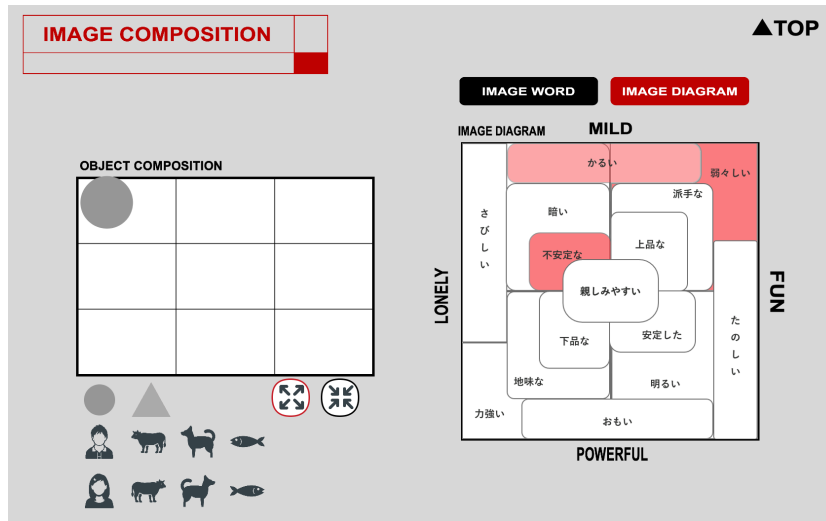 IMAGE COMPOSITION
▲TOP
IMAGE WORD
IMAGE DIAGRAM
IMAGE DIAGRAM
MILD
OBJECT COMPOSITION
かるい
弱々しい
派手な
さびしい
暗い
上品な
不安定な
LONELY
FUN
親しみやすい
たのしい
下品な
安定した
地味な
明るい
力強い
おもい
POWERFUL